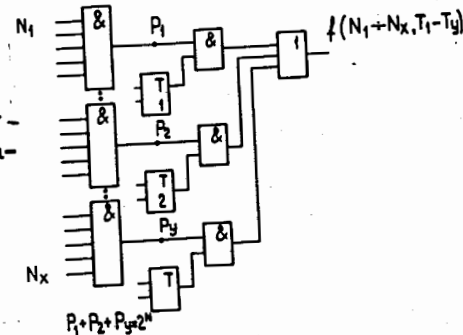 N₁
&
P₁
&
1
f(N₁÷Nₓ,T₁-Ty)
T
1
&
P₂
&
T
2
&
Py
&
Nₓ
T
P₁+P₂+Py=2ᴺ